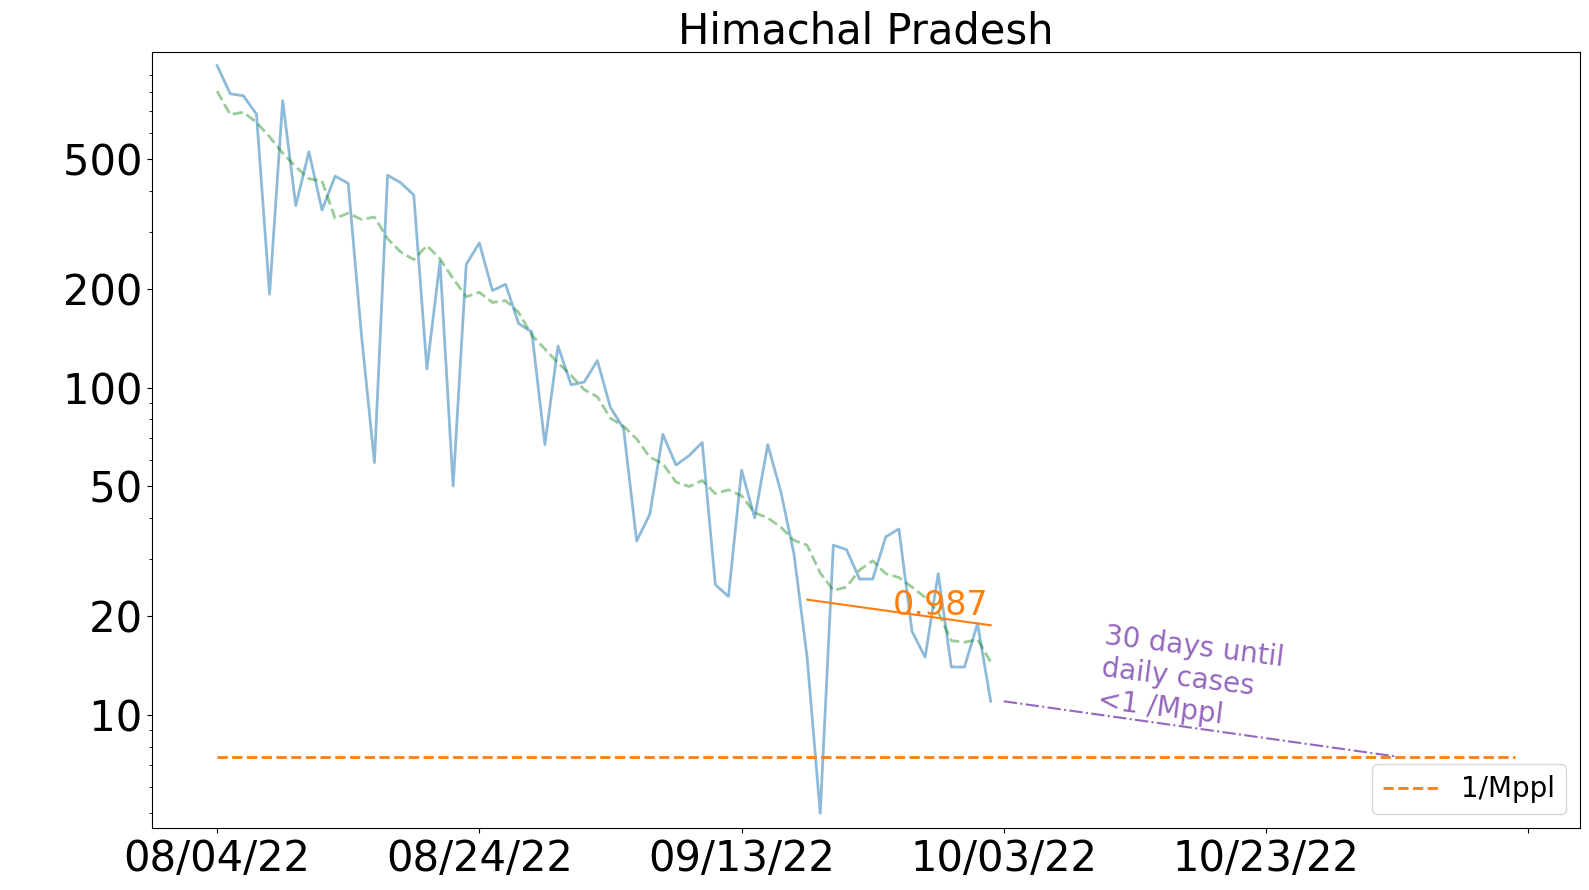 Himachal Pradesh
500
200
100
50
20
10
0.987
30 days until
daily cases
<1 /Mppl
1/Mppl
08/04/22
08/24/22
09/13/22
10/03/22
10/23/22